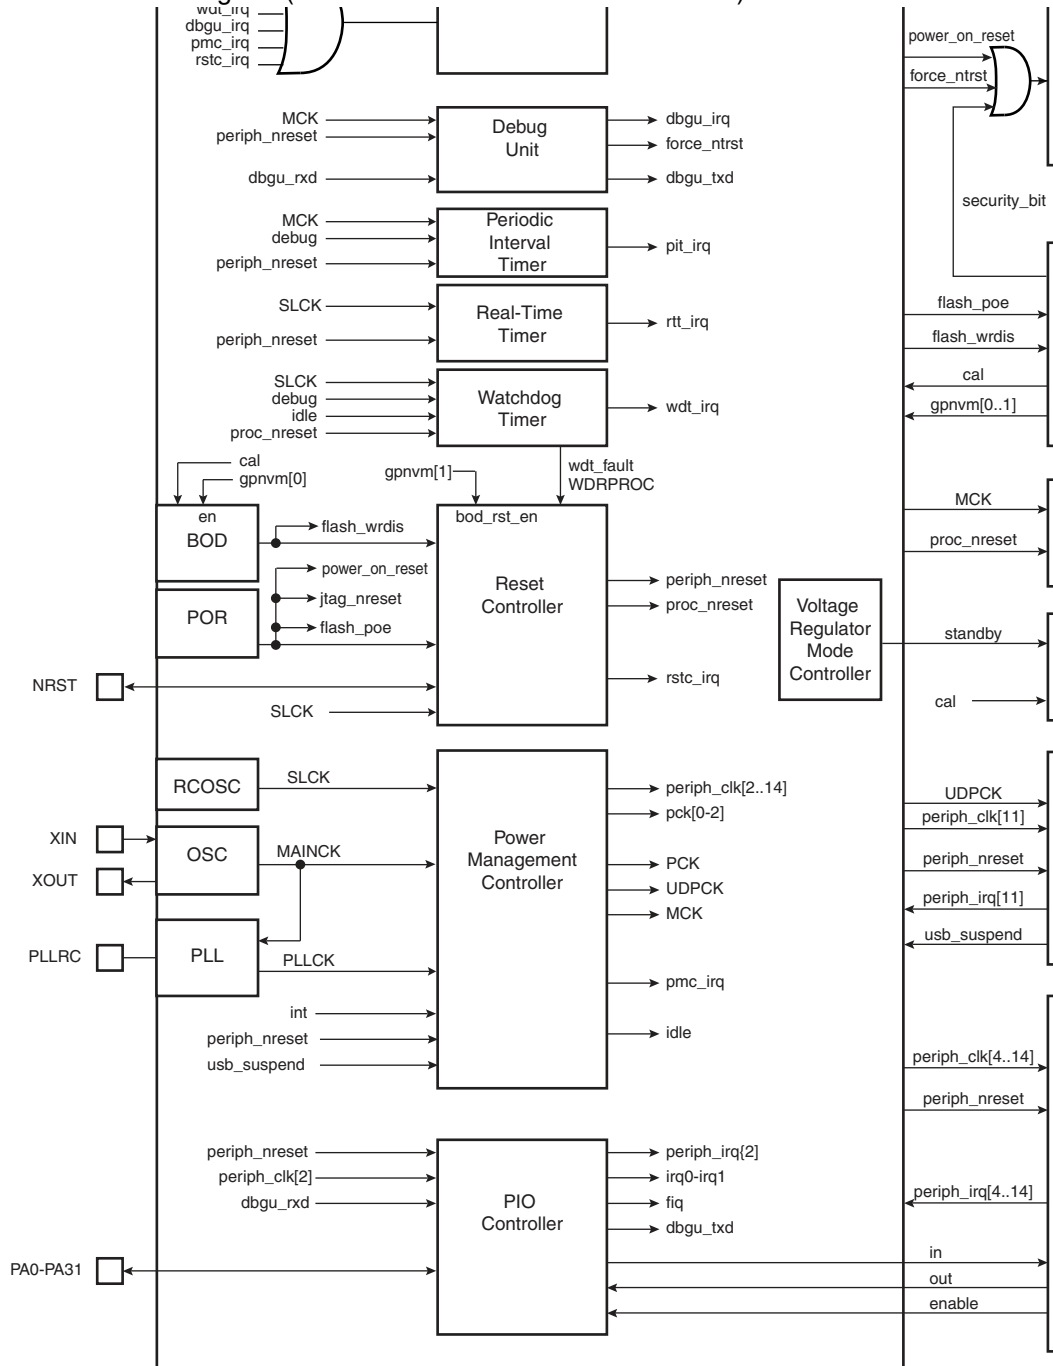 wdt_irq
dbgu_irq
pmc_irq
rstc_irq
power_on_reset
force_ntrst
security_bit
MCK
periph_nreset
dbgu_rxd
Debug
Unit
dbgu_irq
force_ntrst
dbgu_txd
MCK
debug
periph_nreset
Periodic
Interval
Timer
pit_irq
SLCK
periph_nreset
Real-Time
Timer
rtt_irq
SLCK
debug
idle
proc_nreset
Watchdog
Timer
wdt_irq
flash_poe
flash_wrdis
cal
gpnvm[0..1]
cal
gpnvm[0]
gpnvm[1]
wdt_fault
WDRPROC
en
BOD
flash_wrdis
bod_rst_en
power_on_reset
jtag_nreset
flash_poe
POR
Reset
Controller
periph_nreset
proc_nreset
rstc_irq
NRST
SLCK
Voltage
Regulator
Mode
Controller
MCK
proc_nreset
standby
cal
RCOSC
SLCK
XIN
OSC
MAINCK
XOUT
PLLRC
PLL
PLLCK
int
periph_nreset
usb_suspend
Power
Management
Controller
periph_clk[2..14]
pck[0-2]
PCK
UDPCK
MCK
pmc_irq
idle
UDPCK
periph_clk[11]
periph_nreset
periph_irq[11]
usb_suspend
periph_clk[4..14]
periph_nreset
periph_irq[4..14]
periph_nreset
periph_clk[2]
dbgu_rxd
PIO
Controller
periph_irq{2]
irq0-irq1
fiq
dbgu_txd
PA0-PA31
in
out
enable